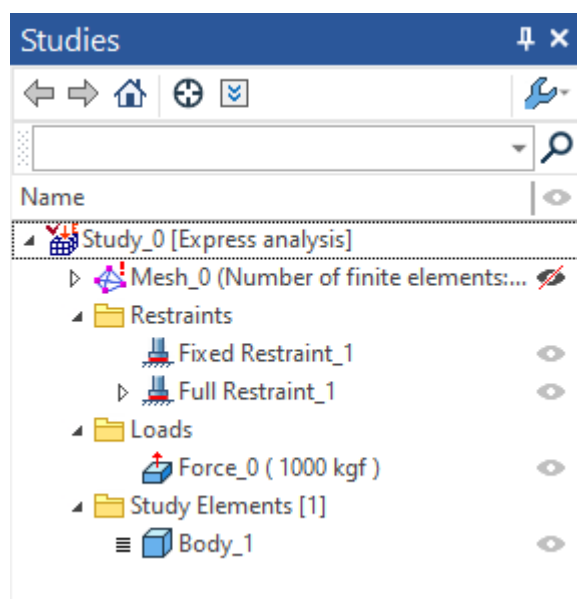 Studies
Name
Study_0 [Express analysis]
Mesh_0 (Number of finite elements:...
Restraints
Fixed Restraint_1
Full Restraint_1
Loads
Force_0 ( 1000 kgf )
Study Elements [1]
Body_1